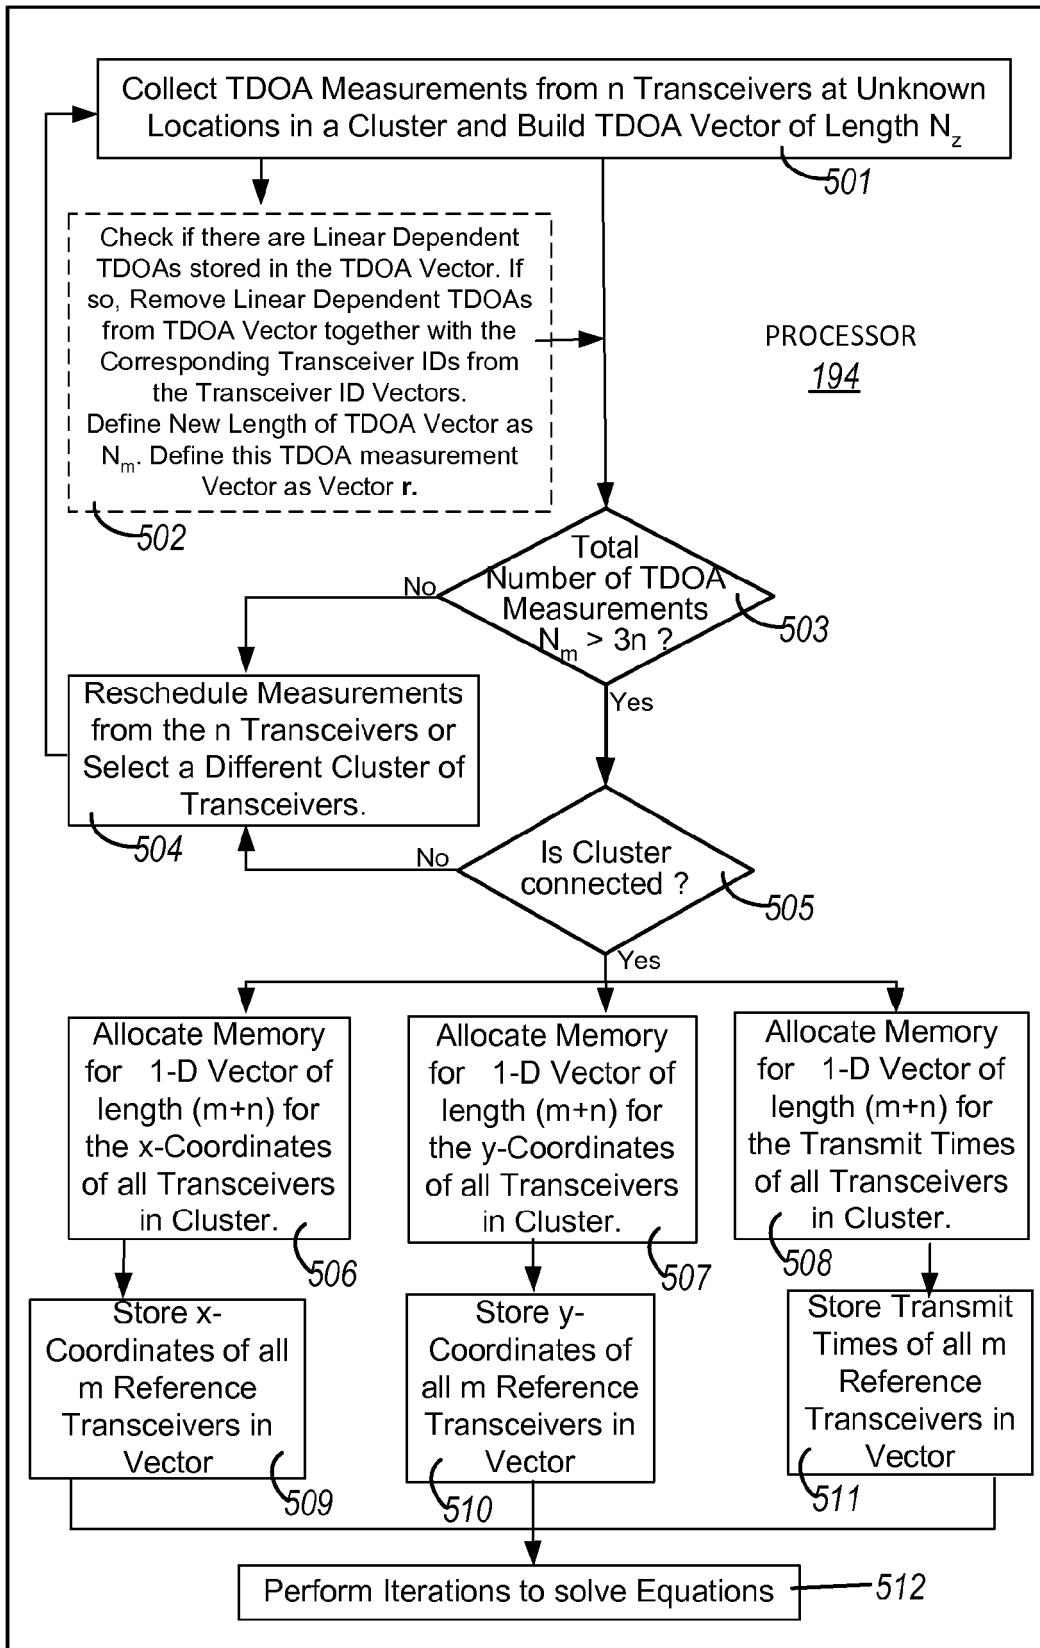 Collect TDOA Measurements from n Transceivers at Unknown
Locations in a Cluster and Build TDOA Vector of Length N_z
501
Check if there are Linear Dependent
TDOAs stored in the TDOA Vector. If
so, Remove Linear Dependent TDOAs
from TDOA Vector together with the
Corresponding Transceiver IDs from
the Transceiver ID Vectors.
Define New Length of TDOA Vector as
N_m. Define this TDOA measurement
Vector as Vector r.
502
PROCESSOR
194
Total
Number of TDOA
Measurements
N_m > 3n ?
503
No
Yes
Reschedule Measurements
from the n Transceivers or
Select a Different Cluster of
Transceivers.
504
Is Cluster
connected ?
505
No
Yes
Allocate Memory
for 1-D Vector of
length (m+n) for
the x-Coordinates
of all Transceivers
in Cluster.
506
Allocate Memory
for 1-D Vector of
length (m+n) for
the y-Coordinates
of all Transceivers
in Cluster.
507
Allocate Memory
for 1-D Vector of
length (m+n) for
the Transmit Times
of all Transceivers
in Cluster.
508
Store x-
Coordinates of all
m Reference
Transceivers in
Vector
509
Store y-
Coordinates of
all m Reference
Transceivers in
Vector
510
Store Transmit
Times of all m
Reference
Transceivers in
Vector
511
Perform Iterations to solve Equations
512